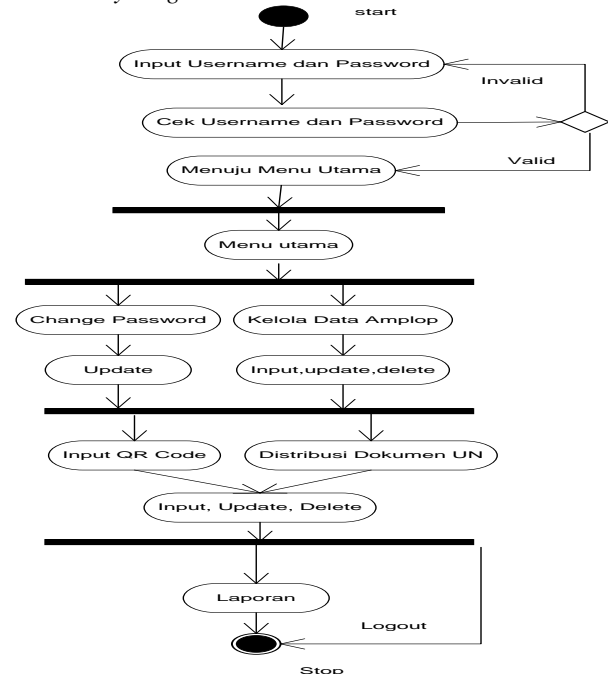 start
Input Username dan Password
Invalid
Cek Username dan Password
Valid
Menuju Menu Utama
Menu utama
Change Password
Kelola Data Amplop
Update
Input,update,delete
Input QR Code
Distribusi Dokumen UN
Input, Update, Delete
Laporan
Logout
Stop